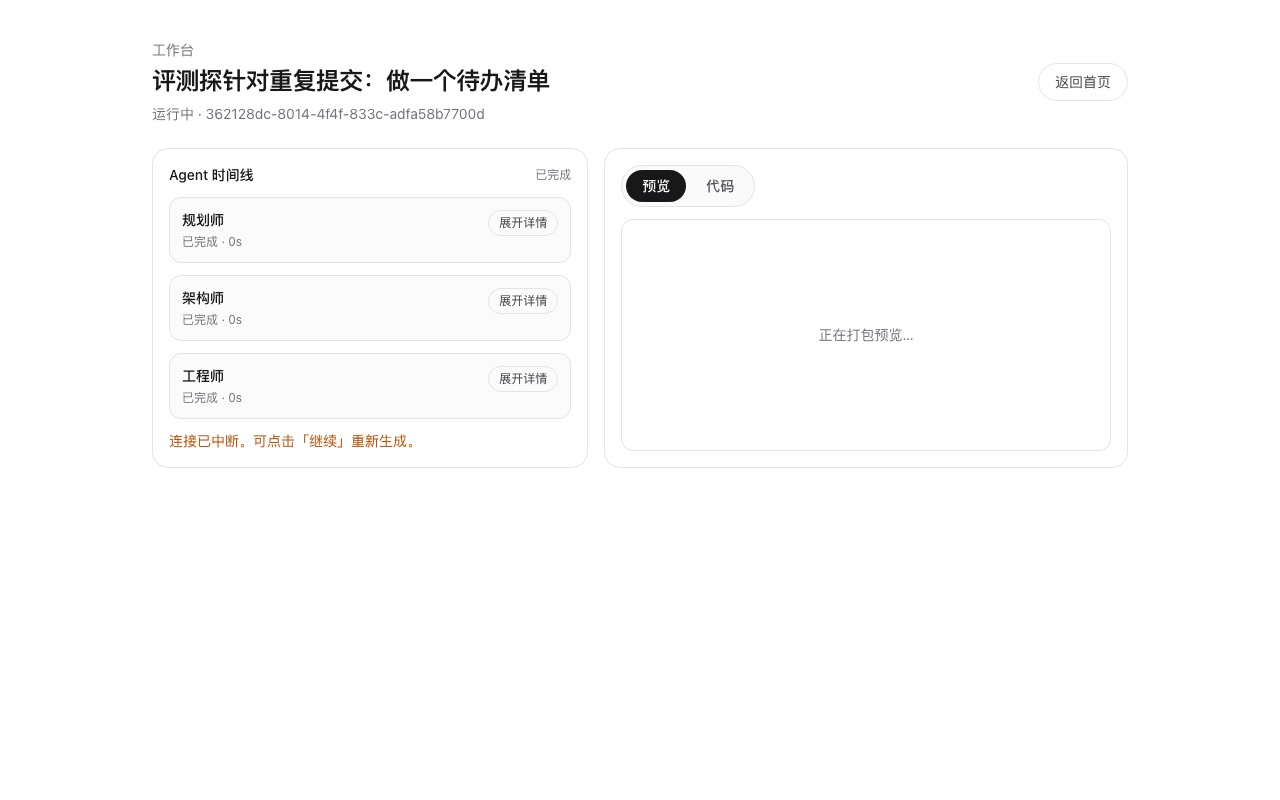 工作台
评测探针对重复提交：做一个待办清单
运行中 · 362128dc-8014-4f4f-833c-adfa58b7700d
返回首页
Agent 时间线
已完成
规划师
已完成 · 0s
展开详情
架构师
已完成 · 0s
展开详情
工程师
已完成 · 0s
展开详情
连接已中断。可点击「继续」重新生成。
预览
代码
正在打包预览...